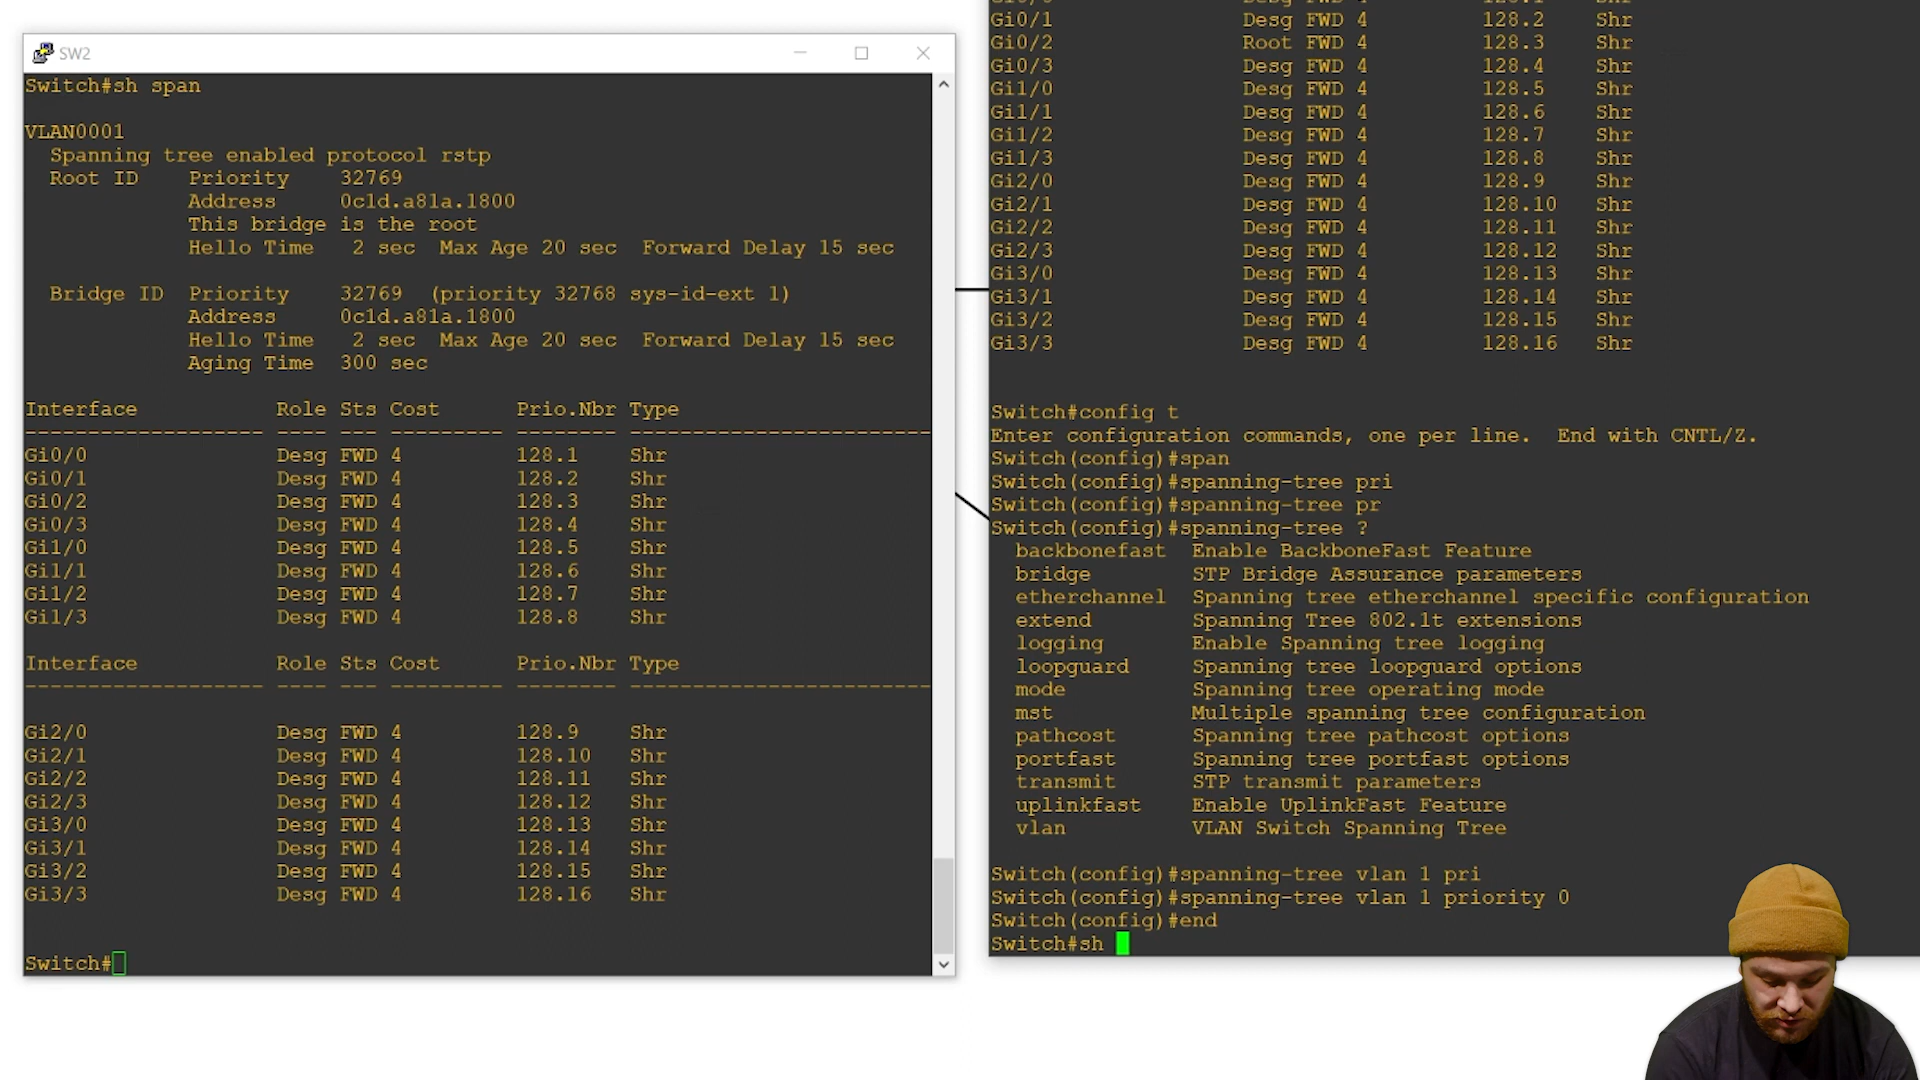 SW2
Switch#sh span
VLAN0001
Spanning tree enabled protocol rstp
Root ID Priority 32769
Address 0c1d.a81a.1800
This bridge is the root
Hello Time 2 sec Max Age 20 sec Forward Delay 15 sec
Bridge ID Priority 32769 (priority 32768 sys-id-ext 1)
Address 0c1d.a81a.1800
Hello Time 2 sec Max Age 20 sec Forward Delay 15 sec
Aging Time 300 sec
Interface Role Sts Cost Prio.Nbr Type
------------------- ---- --- --------- -------- ------------------------
Gi0/0 Desg FWD 4 128.1 Shr
Gi0/1 Desg FWD 4 128.2 Shr
Gi0/2 Desg FWD 4 128.3 Shr
Gi0/3 Desg FWD 4 128.4 Shr
Gi1/0 Desg FWD 4 128.5 Shr
Gi1/1 Desg FWD 4 128.6 Shr
Gi1/2 Desg FWD 4 128.7 Shr
Gi1/3 Desg FWD 4 128.8 Shr
Interface Role Sts Cost Prio.Nbr Type
------------------- ---- --- --------- -------- ------------------------
Gi2/0 Desg FWD 4 128.9 Shr
Gi2/1 Desg FWD 4 128.10 Shr
Gi2/2 Desg FWD 4 128.11 Shr
Gi2/3 Desg FWD 4 128.12 Shr
Gi3/0 Desg FWD 4 128.13 Shr
Gi3/1 Desg FWD 4 128.14 Shr
Gi3/2 Desg FWD 4 128.15 Shr
Gi3/3 Desg FWD 4 128.16 Shr
Switch#
Gi0/1 Desg FWD 4 128.2 Shr
Gi0/2 Root FWD 4 128.3 Shr
Gi0/3 Desg FWD 4 128.4 Shr
Gi1/0 Desg FWD 4 128.5 Shr
Gi1/1 Desg FWD 4 128.6 Shr
Gi1/2 Desg FWD 4 128.7 Shr
Gi1/3 Desg FWD 4 128.8 Shr
Gi2/0 Desg FWD 4 128.9 Shr
Gi2/1 Desg FWD 4 128.10 Shr
Gi2/2 Desg FWD 4 128.11 Shr
Gi2/3 Desg FWD 4 128.12 Shr
Gi3/0 Desg FWD 4 128.13 Shr
Gi3/1 Desg FWD 4 128.14 Shr
Gi3/2 Desg FWD 4 128.15 Shr
Gi3/3 Desg FWD 4 128.16 Shr
Switch#config t
Enter configuration commands, one per line. End with CNTL/Z.
Switch(config)#span
Switch(config)#spanning-tree pri
Switch(config)#spanning-tree pr
Switch(config)#spanning-tree ?
backbonefast Enable BackboneFast Feature
bridge STP Bridge Assurance parameters
etherchannel Spanning tree etherchannel specific configuration
extend Spanning Tree 802.1t extensions
logging Enable Spanning tree logging
loopguard Spanning tree loopguard options
mode Spanning tree operating mode
mst Multiple spanning tree configuration
pathcost Spanning tree pathcost options
portfast Spanning tree portfast options
transmit STP transmit parameters
uplinkfast Enable UplinkFast Feature
vlan VLAN Switch Spanning Tree
Switch(config)#spanning-tree vlan 1 pri
Switch(config)#spanning-tree vlan 1 priority 0
Switch(config)#end
Switch#sh